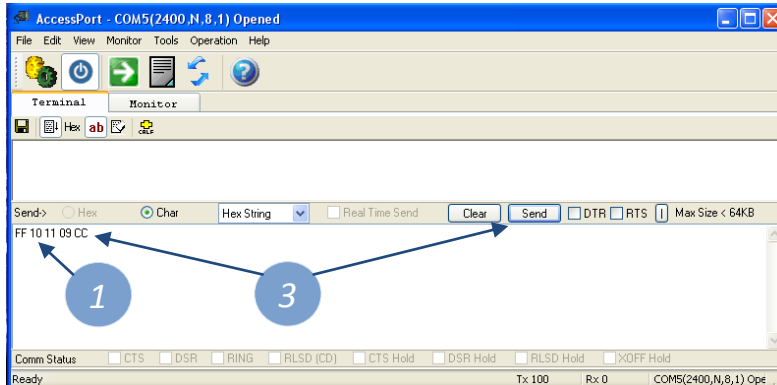 AccessPort - COM5(2400,N,8,1) Opened
File Edit View Monitor Tools Operation Help
Terminal Monitor
Hex ab CRLF
Send-> Hex Char Hex String Real Time Send Clear Send DTR RTS Max Size < 64KB
FF 10 11 09 CC
1 3
Comm Status CTS DSR RING RLSD (CD) CTS Hold DSR Hold RLSD Hold XOFF Hold
Ready Tx 100 Rx 0 COM5(2400,N,8,1) Ope